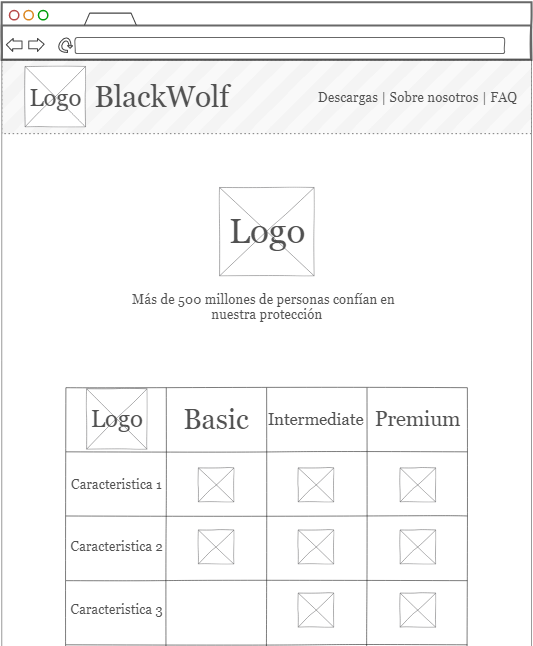 Logo BlackWolf Descargas | Sobre nosotros | FAQ
Logo
Más de 500 millones de personas confían en
nuestra protección
Logo Basic Intermediate Premium
Caracteristica 1
Caracteristica 2
Caracteristica 3